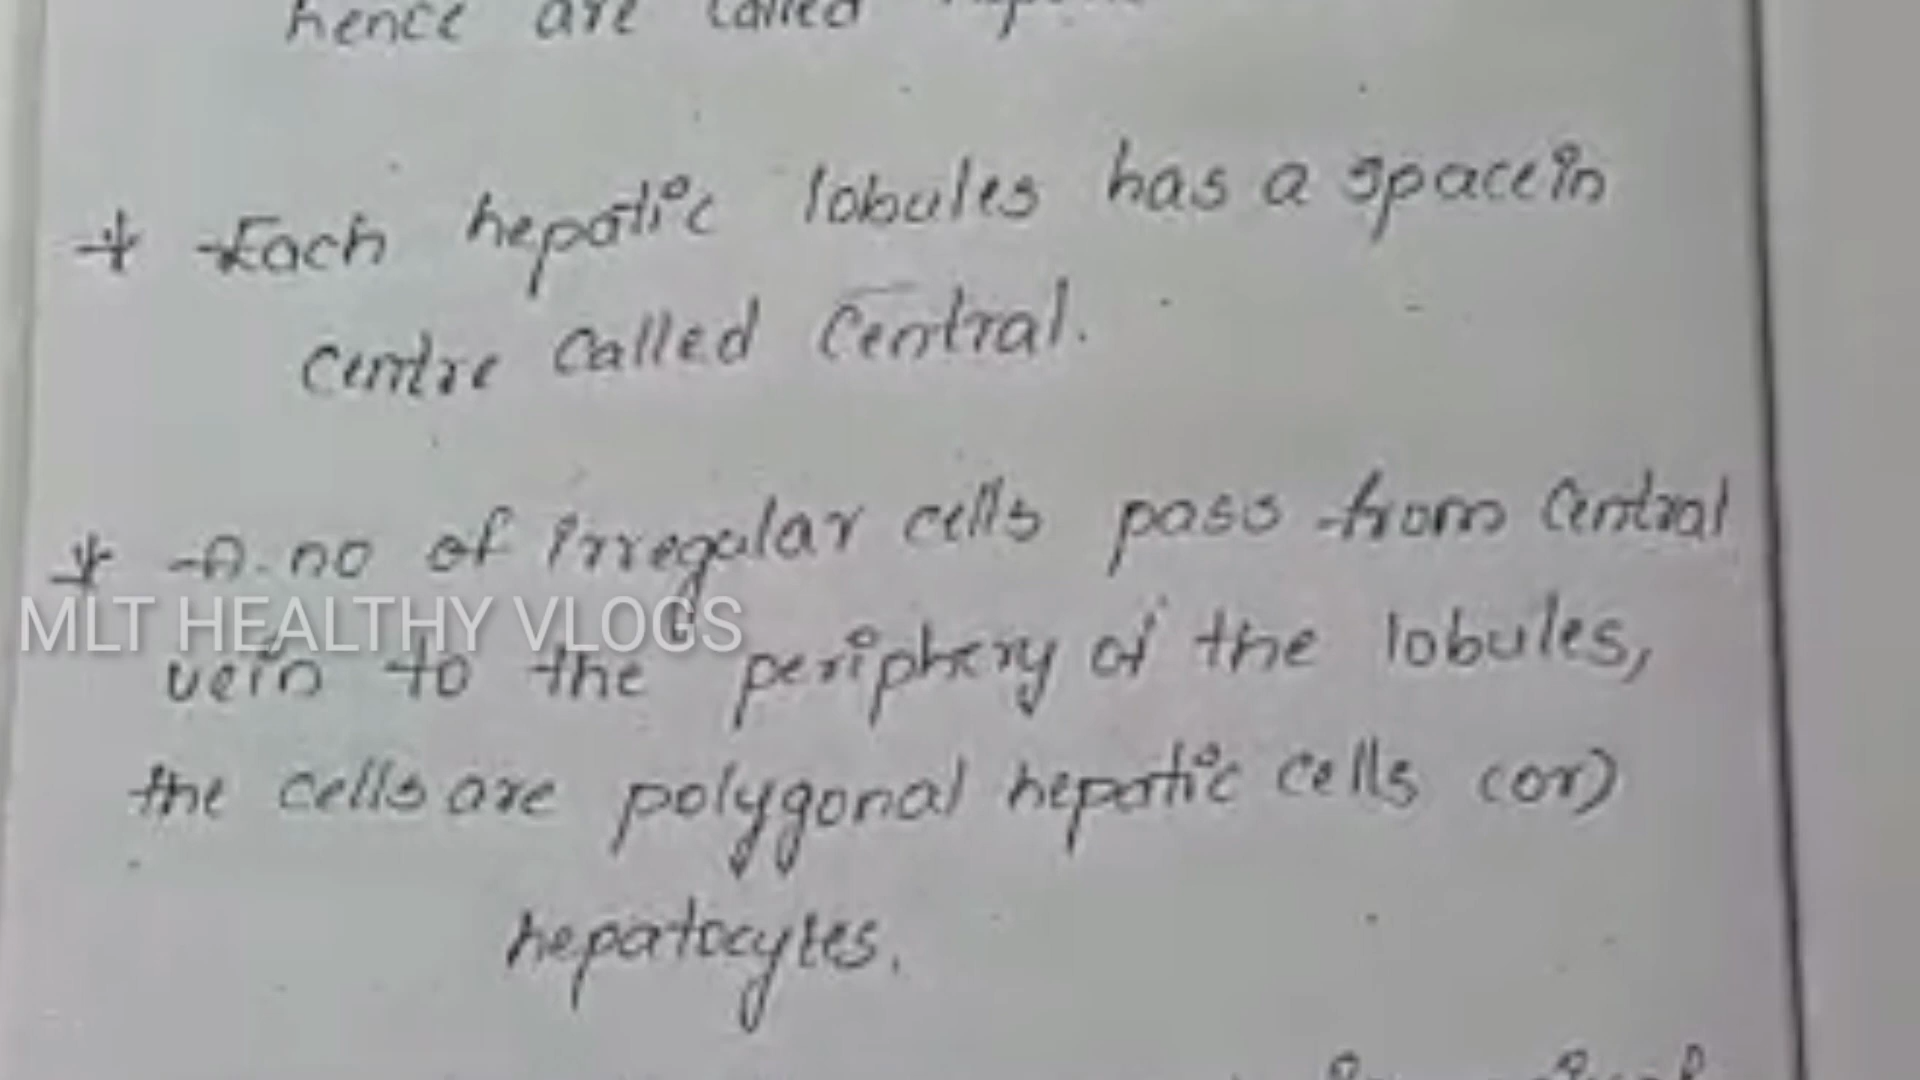 hence are called
* Each hepatic lobules has a space in
centre called Central.
* A no of irregular cells pass from Central
MLT HEALTHY VLOGS
vein to the periphery of the lobules,
the cells are polygonal hepatic cells (or)
hepatocytes.